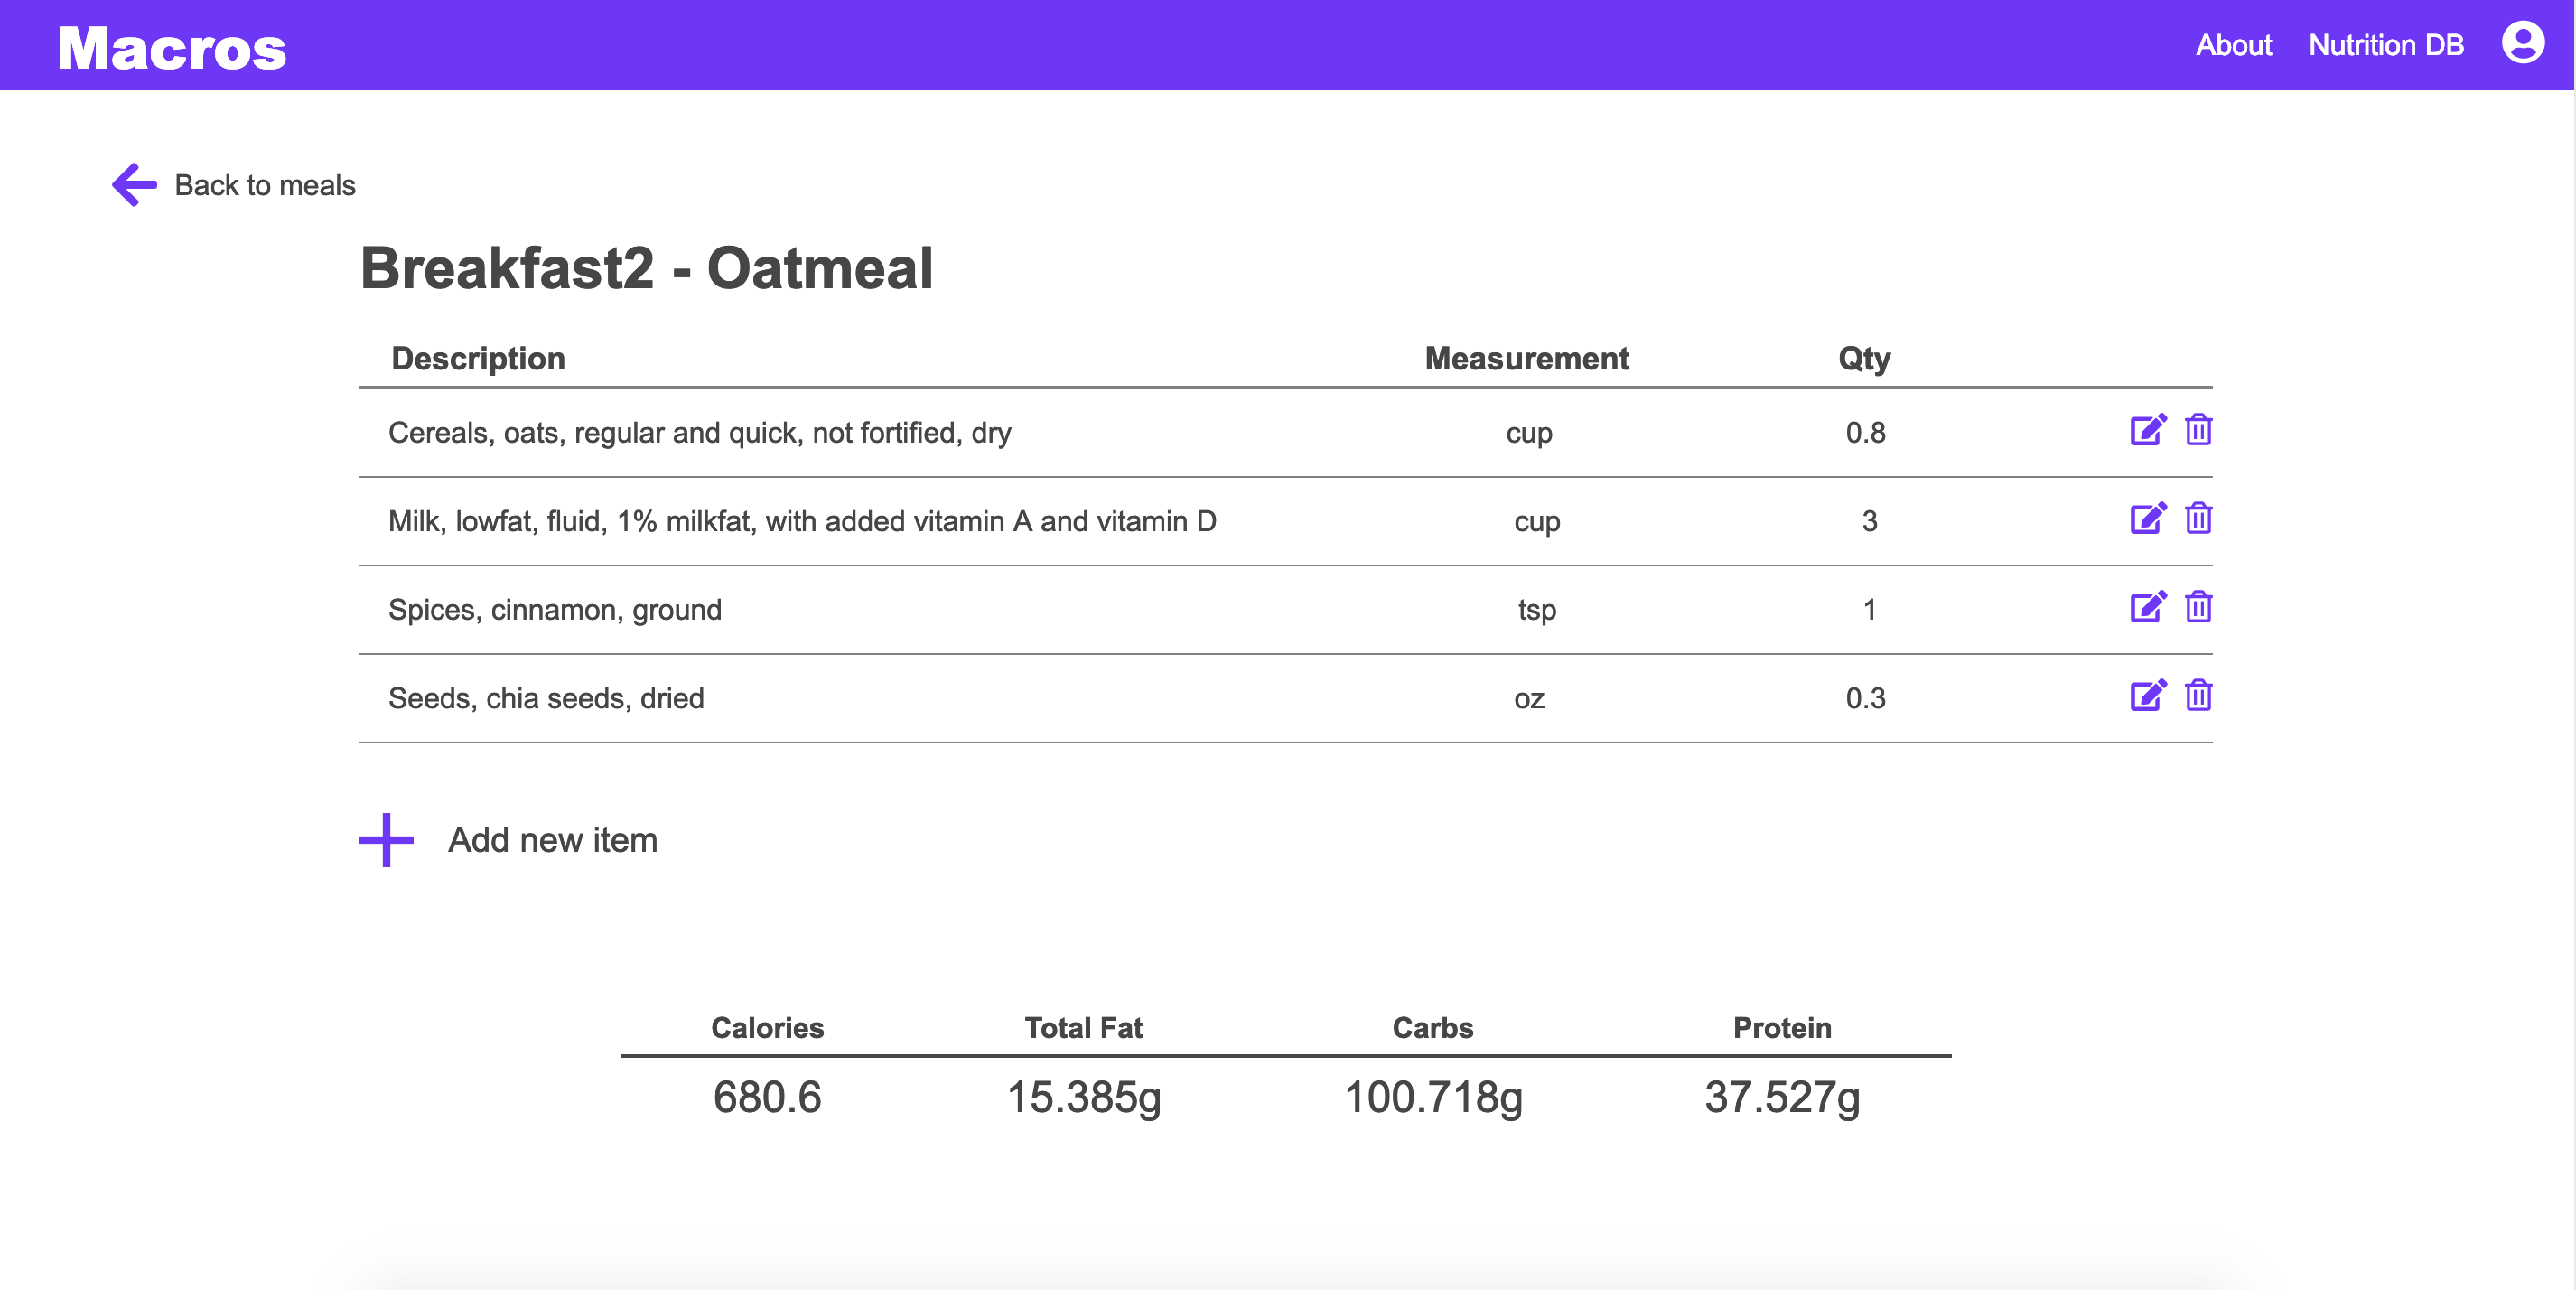 Macros About Nutrition DB
Back to meals
Breakfast2 - Oatmeal
Description Measurement Qty
Cereals, oats, regular and quick, not fortified, dry cup 0.8
Milk, lowfat, fluid, 1% milkfat, with added vitamin A and vitamin D cup 3
Spices, cinnamon, ground tsp 1
Seeds, chia seeds, dried oz 0.3
Add new item
Calories Total Fat Carbs Protein
680.6 15.385g 100.718g 37.527g